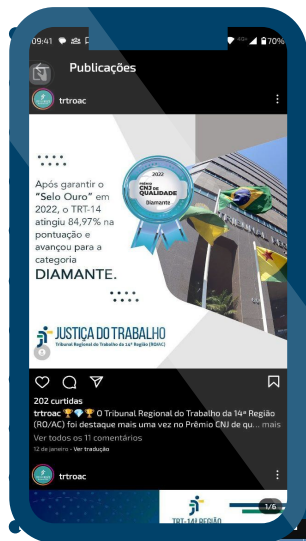 09:41
4G+
70%
Publicações
trtroac
Após garantir o
“Selo Ouro” em
2022, o TRT-14
atingiu 84,97% na
pontuação e
avançou para a
categoria
DIAMANTE.
2022
PRÊMIO
CNJ DE
QUALIDADE
Diamante
TRIBUNAL REG
JUSTIÇA DO TRABALHO
Tribunal Regional do Trabalho da 14ª Região (RO/AC)
202 curtidas
trtroac 🏆💎🏆 O Tribunal Regional do Trabalho da 14ª Região
(RO/AC) foi destaque mais uma vez no Prêmio CNJ de qu... mais
Ver todos os 11 comentários
12 de janeiro • Ver tradução
trtroac
1/6
TRT-14ª REGIÃO